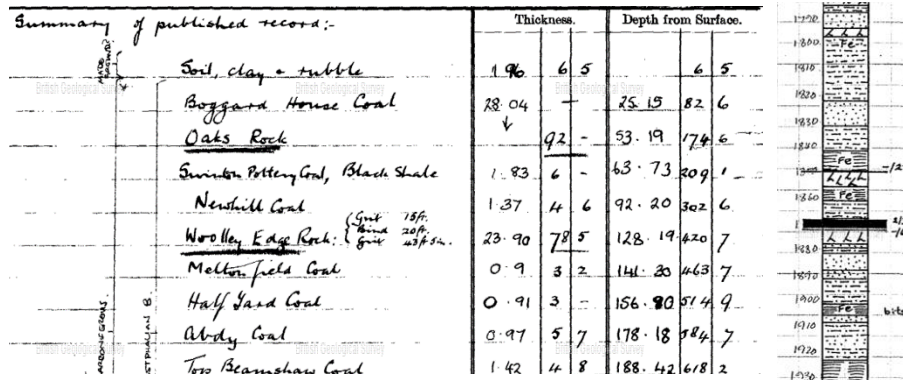 Summary of published record:- Thickness. Depth from Surface.
Soil, clay & rubble 1.96 6 5 6 5
British Geological Survey British Geological Survey British Geological Survey
Boggard House Coal 28.04 — 25.15 82 6
Oaks Rock 92 - 53.19 174 6
Swinton Pottery Coal, Black Shale 1.83 6 - 63.73 209 1
Newhill Coal 1.37 4 6 92.20 302 6
Woolley Edge Rock: { Grit 15ft.
Bind 20ft.
Grit 43ft5in. 23.90 78 5 128.19 420 7
Meltonfield Coal 0.9 3 2 141.30 463 7
Half Yard Coal 0.91 3 - 156.90 514 9
Abdy Coal 0.97 5 7 178.18 584 7
British Geological Survey British Geological Survey British Geological Survey
Top Beamshaw Coal 1.42 4 8 188.42 618 2
WESTPHALIAN B.
CARBONIFEROUS
1790
1800 Fe
1810
1820
1830
1840
Fe
1860 Fe
1880
1890
1900
Fe
1910
1920
1930